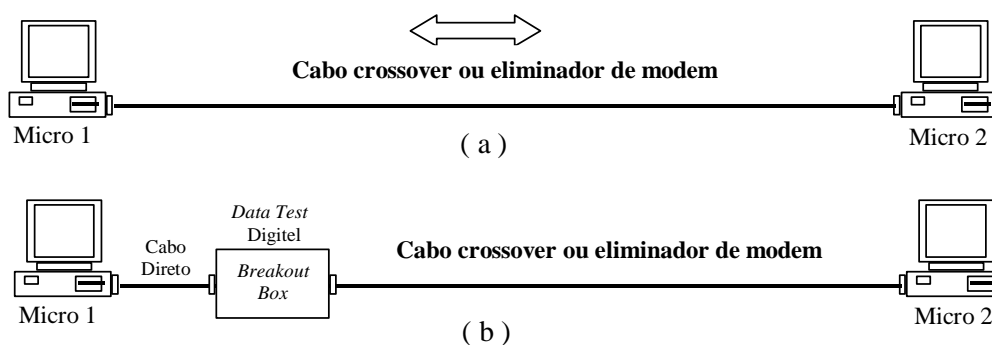 Cabo crossover ou eliminador de modem
Micro 1
Micro 2
( a )
Data Test
Digitel
Cabo
Direto
Breakout
Box
Cabo crossover ou eliminador de modem
Micro 1
Micro 2
( b )